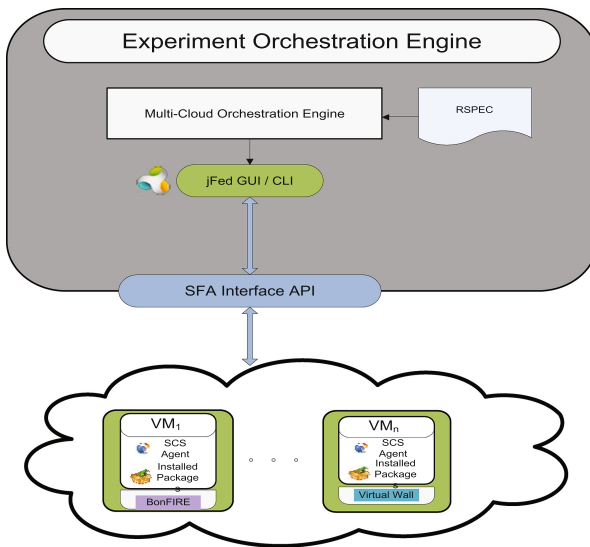 Experiment Orchestration Engine
Multi-Cloud Orchestration Engine
RSPEC
jFed GUI / CLI
SFA Interface API
VM1
SCS
Agent
Installed
Package
s
BonFIRE
VMn
SCS
Agent
Installed
Package
s
Virtual Wall